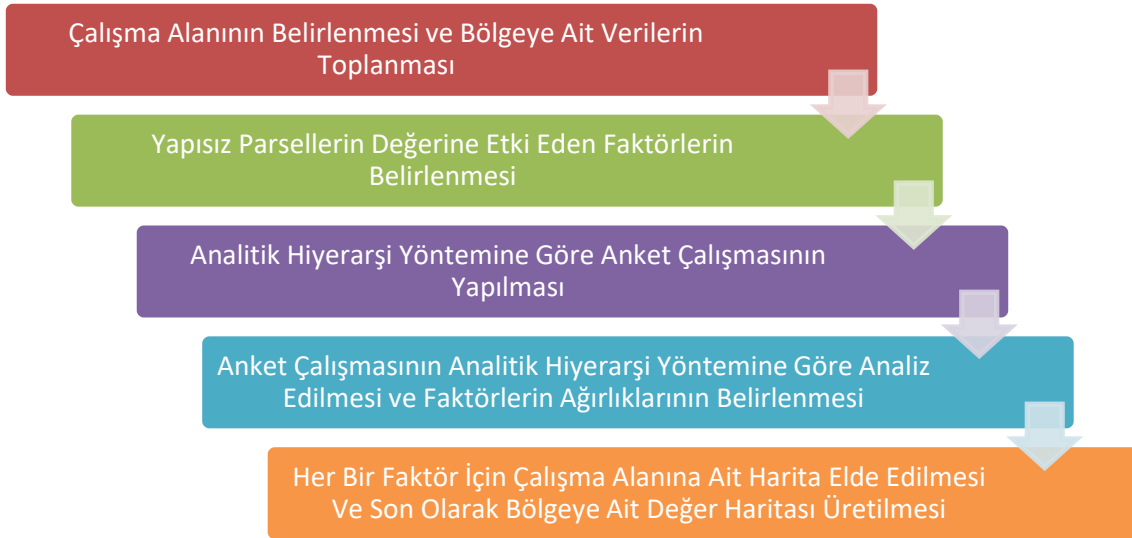 Çalışma Alanının Belirlenmesi ve Bölgeye Ait Verilerin
Toplanması
Yapısız Parsellerin Değerine Etki Eden Faktörlerin
Belirlenmesi
Analitik Hiyerarşi Yöntemine Göre Anket Çalışmasının
Yapılması
Anket Çalışmasının Analitik Hiyerarşi Yöntemine Göre Analiz
Edilmesi ve Faktörlerin Ağırlıklarının Belirlenmesi
Her Bir Faktör İçin Çalışma Alanına Ait Harita Elde Edilmesi
Ve Son Olarak Bölgeye Ait Değer Haritası Üretilmesi